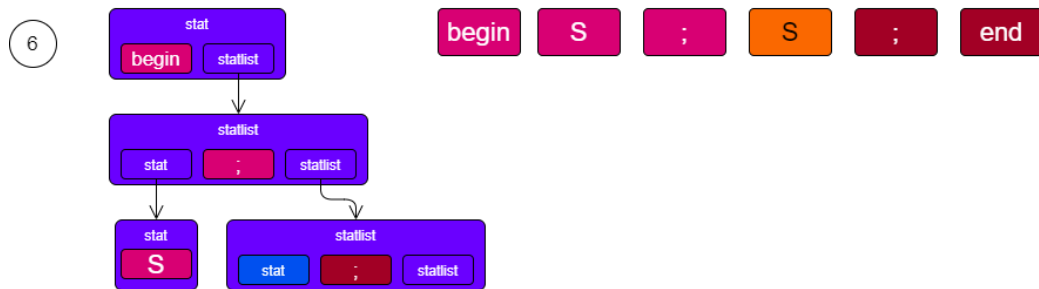 6
stat
begin statlist
begin S ; S ; end
statlist
stat ; statlist
stat
S
statlist
stat ; statlist